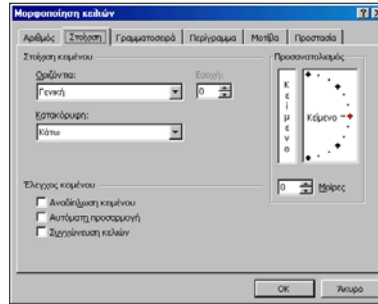 Μορφοποίηση κελιών
Αριθμός Στοίχιση Γραμματοσειρά Περίγραμμα Μοτίβα Προστασία
Στοίχιση κειμένου
Οριζόντια: Εσοχή:
Γενική 0
Κατακόρυφη:
Κάτω
Προσανατολισμός
Κείμενο
Κείμενο
0 Μοίρες
Έλεγχος κειμένου
Αναδίπλωση κειμένου
Αυτόματη προσαρμογή
Συγχώνευση κελιών
OK Άκυρο